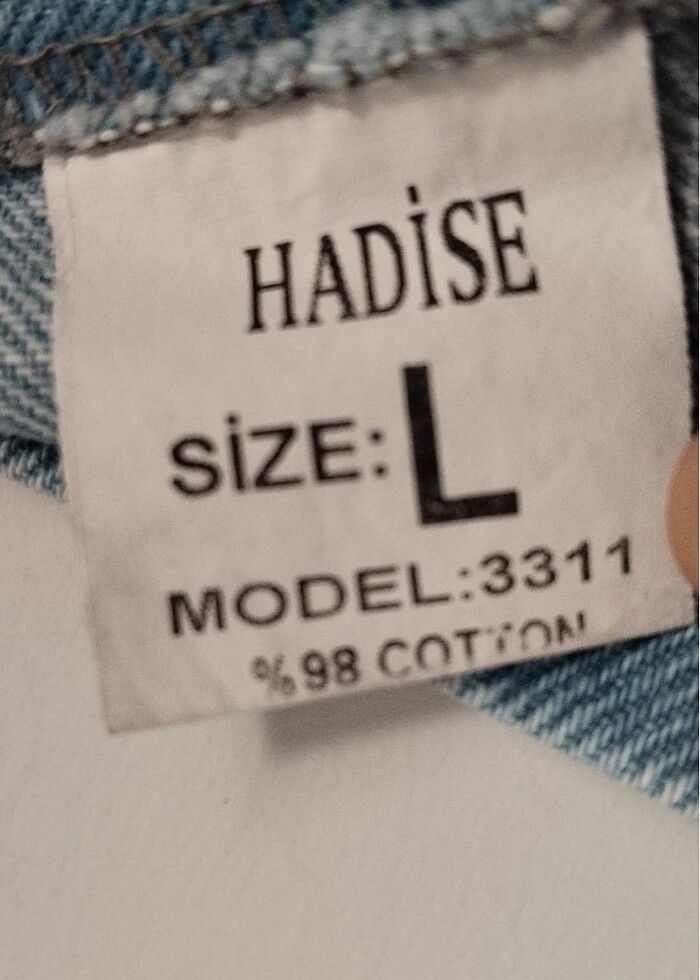 HADİSE
SİZE: L
MODEL:3311
%98 COTTON